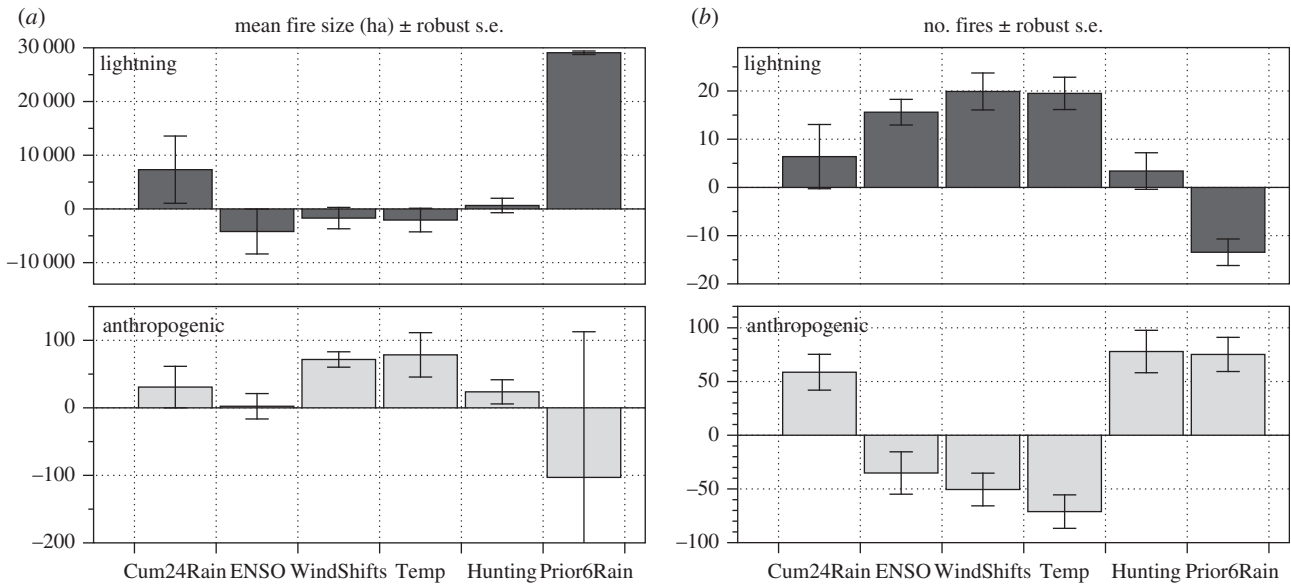 (a)
mean fire size (ha) ± robust s.e.
30 000
lightning
20 000
10 000
0
−10 000
anthropogenic
100
0
−100
−200
Cum24Rain ENSO WindShifts Temp Hunting Prior6Rain
(b)
no. fires ± robust s.e.
lightning
20
10
0
−10
−20
anthropogenic
100
50
0
−50
−100
Cum24Rain ENSO WindShifts Temp Hunting Prior6Rain